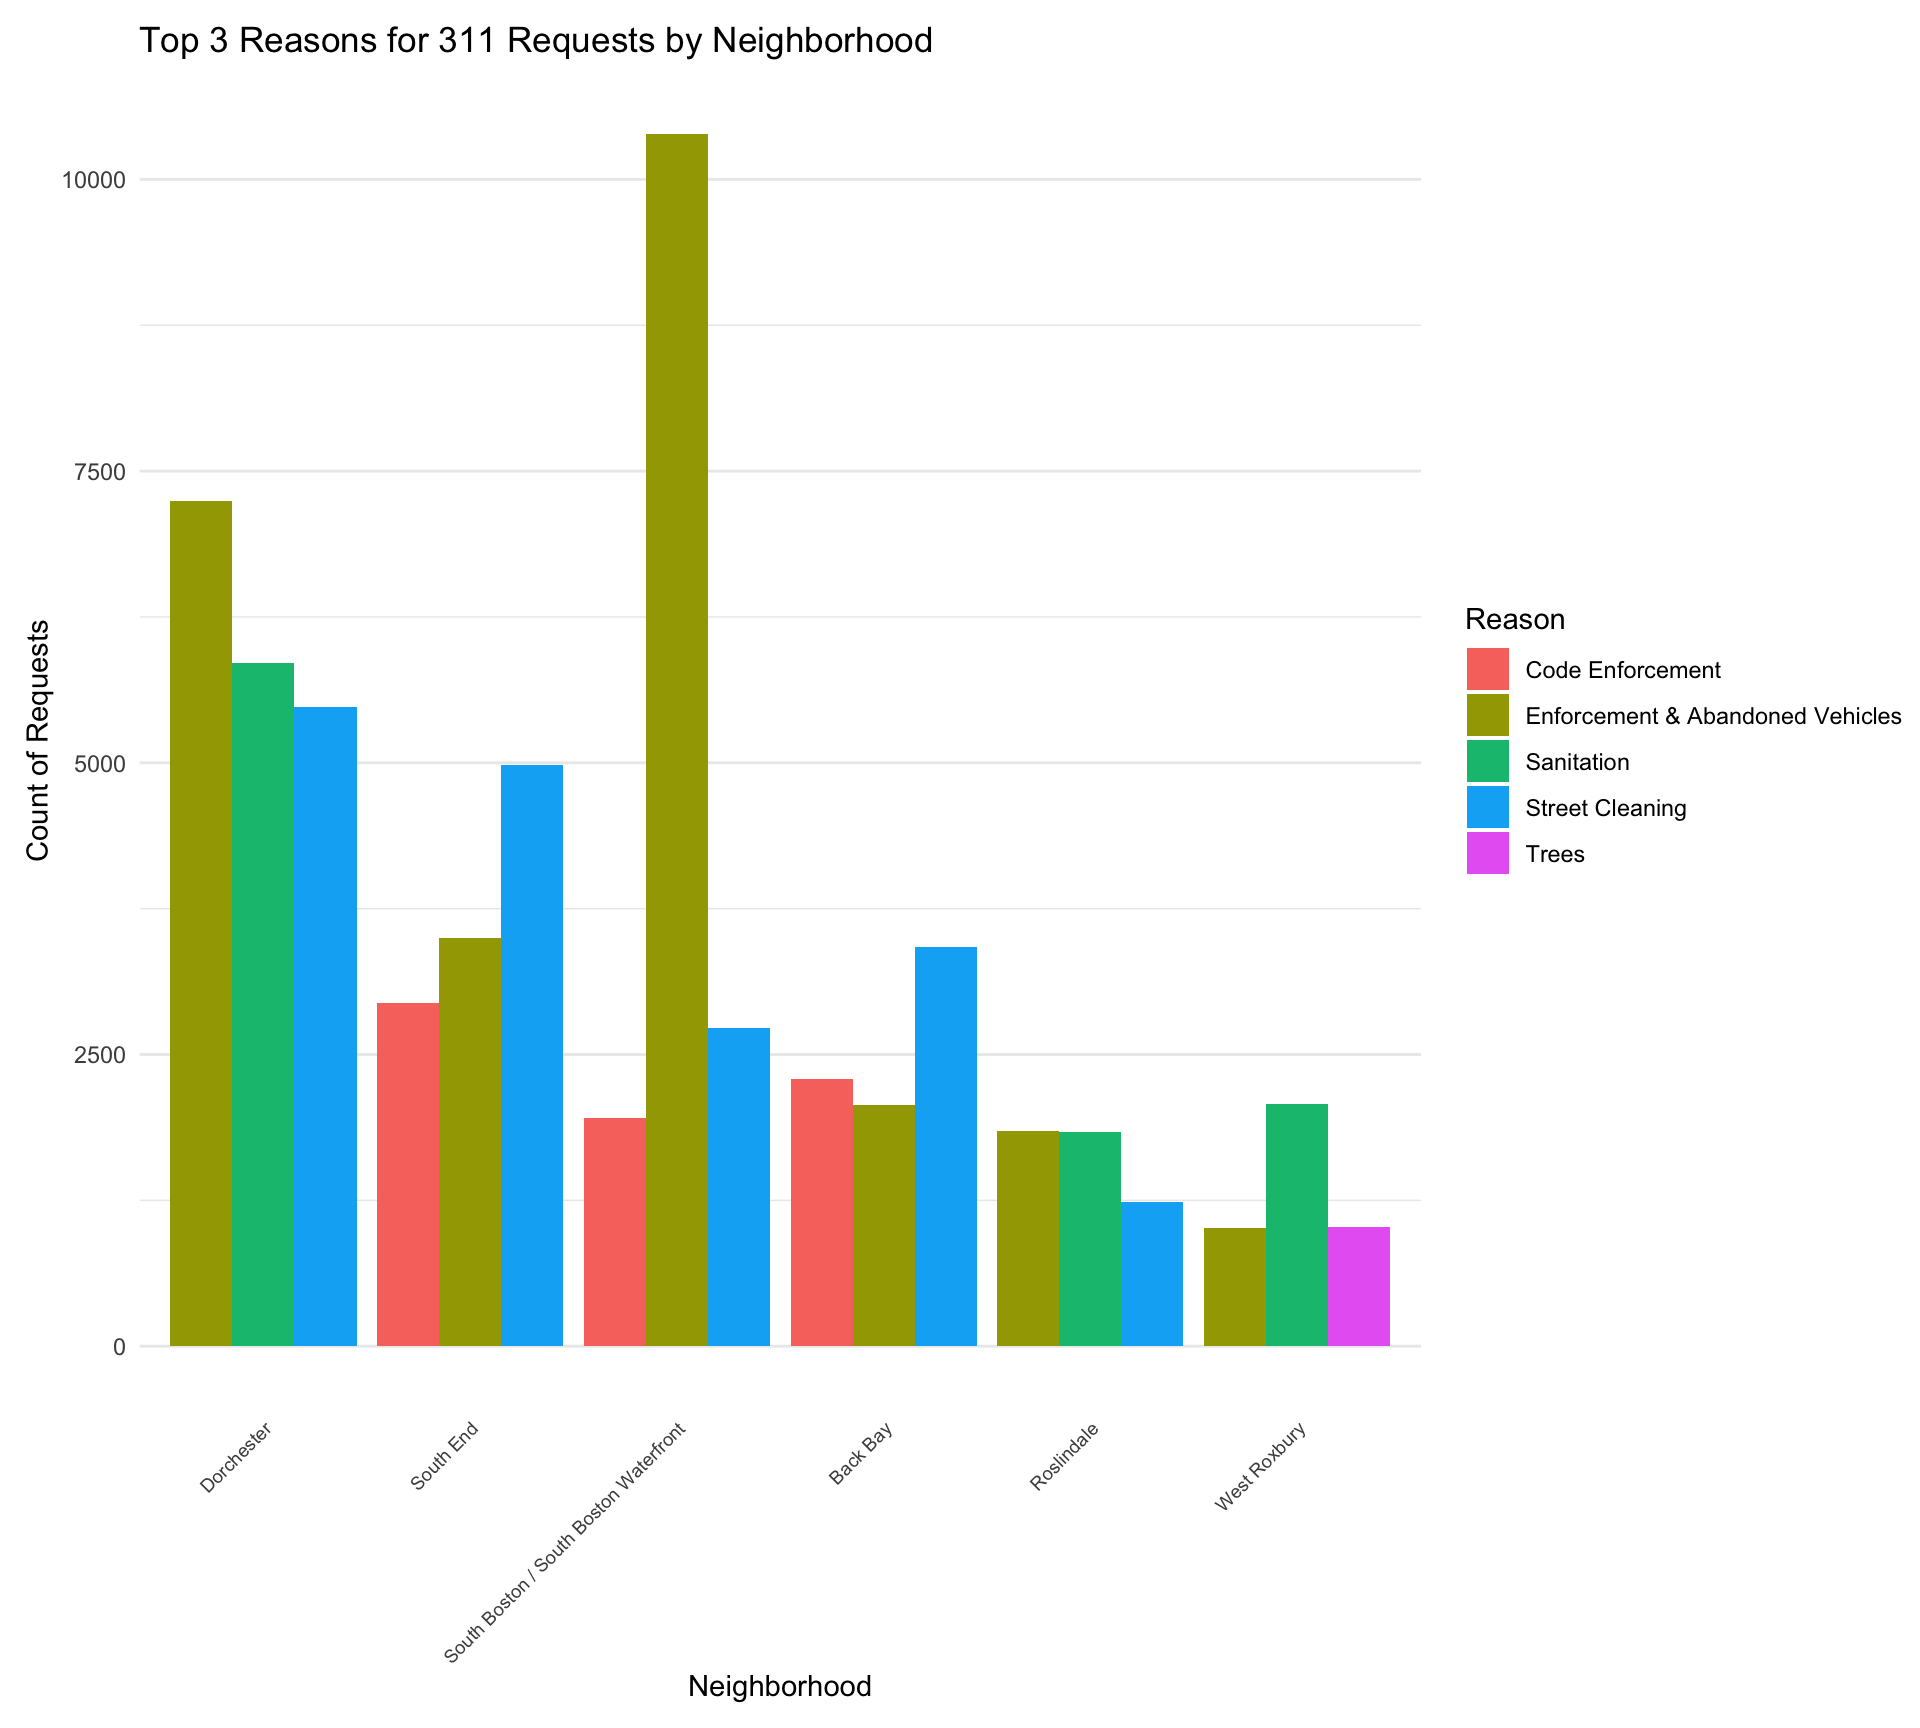 Top 3 Reasons for 311 Requests by Neighborhood
Count of Requests
10000
7500
5000
2500
0
Dorchester
South End
South Boston / South Boston Waterfront
Back Bay
Roslindale
West Roxbury
Neighborhood
Reason
Code Enforcement
Enforcement & Abandoned Vehicles
Sanitation
Street Cleaning
Trees